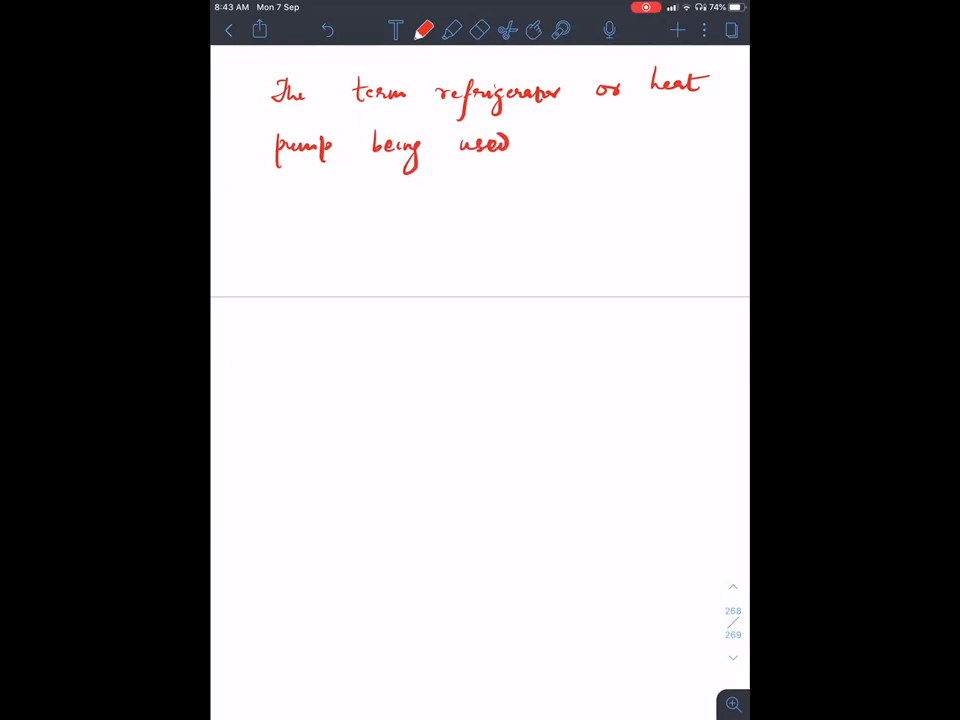 8:43 AM Mon 7 Sep 74%
T
The term refrigerator or heat
pump being used
268
269